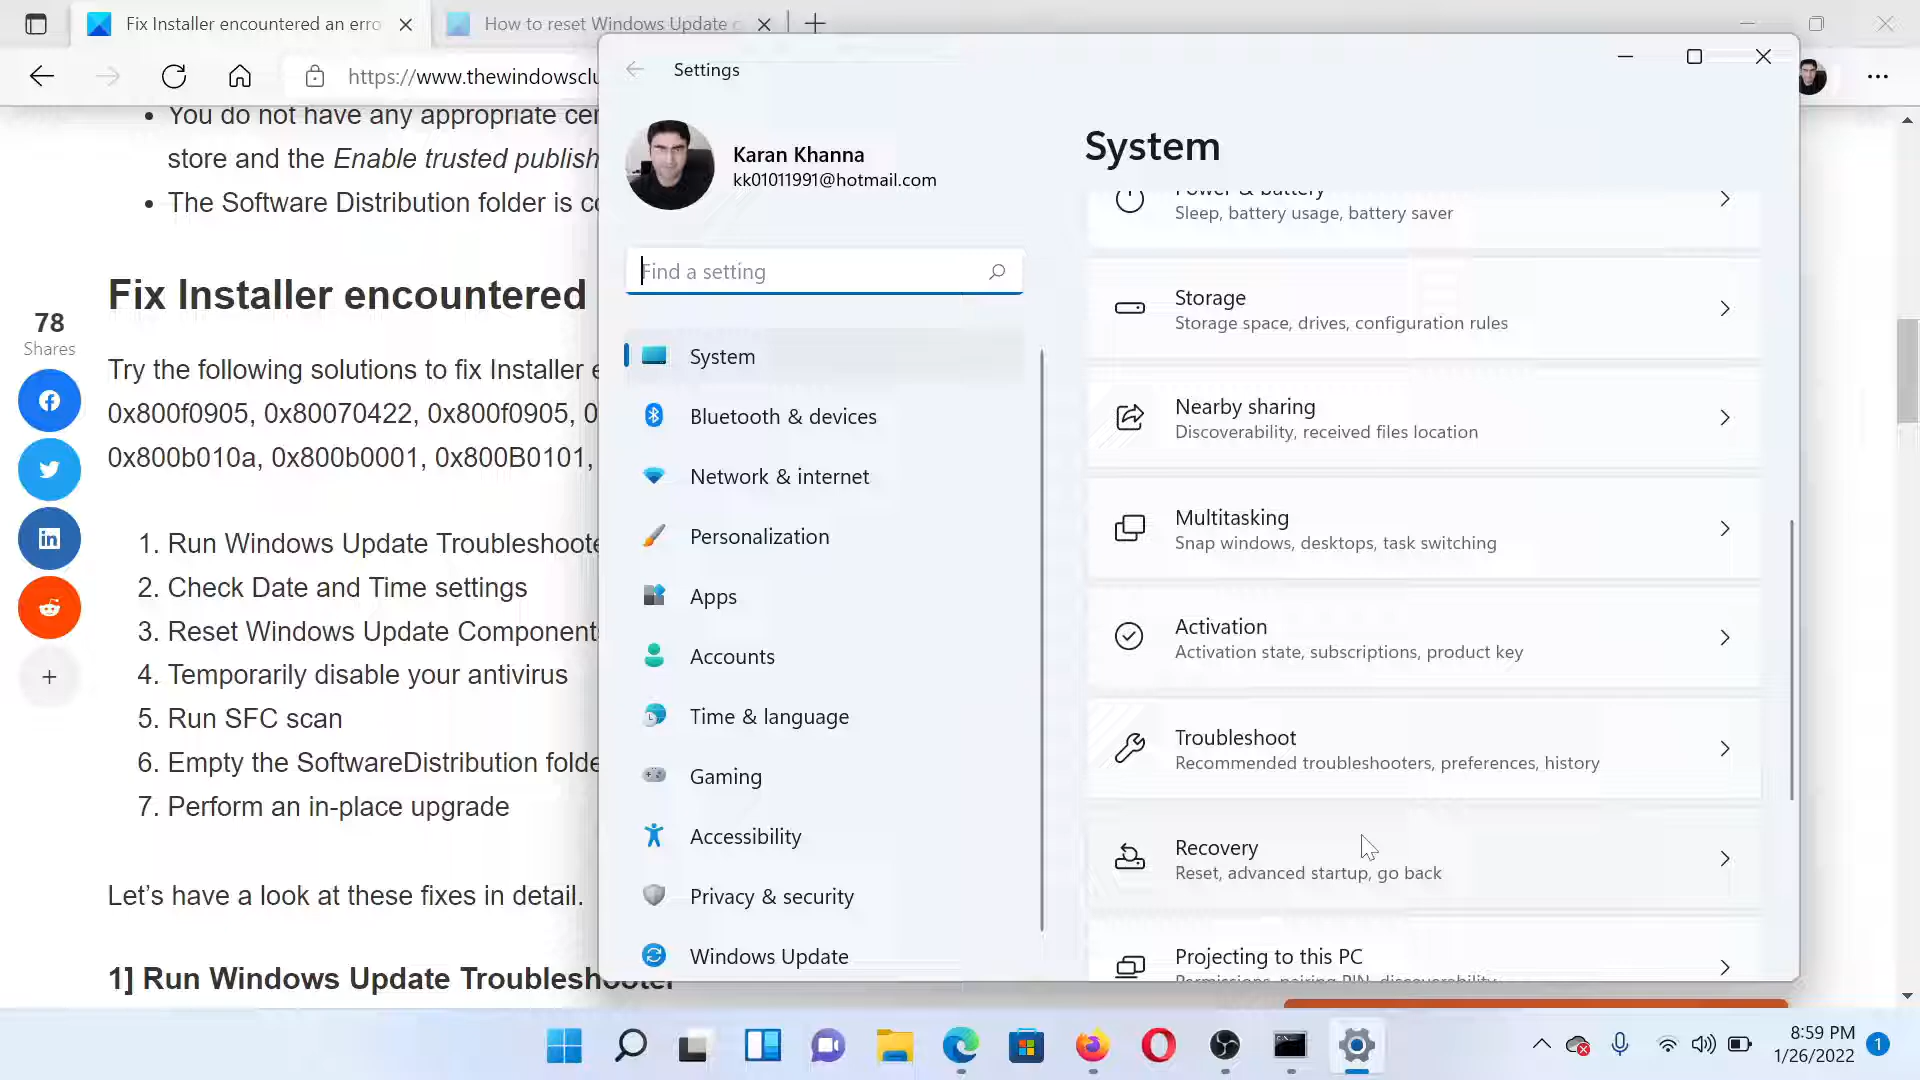 Fix Installer encountered an erro
How to reset Windows Update c
https://www.thewindowsclu
You do not have any appropriate cer
store and the Enable trusted publish
The Software Distribution folder is co
Fix Installer encountered
78
Shares
Try the following solutions to fix Installer e
0x800f0905, 0x80070422, 0x800f0905, 0
0x800b010a, 0x800b0001, 0x800B0101,
1. Run Windows Update Troubleshoote
2. Check Date and Time settings
3. Reset Windows Update Components
4. Temporarily disable your antivirus
5. Run SFC scan
6. Empty the SoftwareDistribution folde
7. Perform an in-place upgrade
Let's have a look at these fixes in detail.
1] Run Windows Update Troubleshooter
Settings
Karan Khanna
kk01011991@hotmail.com
Find a setting
System
Bluetooth & devices
Network & internet
Personalization
Apps
Accounts
Time & language
Gaming
Accessibility
Privacy & security
Windows Update
System
Power & battery
Sleep, battery usage, battery saver
Storage
Storage space, drives, configuration rules
Nearby sharing
Discoverability, received files location
Multitasking
Snap windows, desktops, task switching
Activation
Activation state, subscriptions, product key
Troubleshoot
Recommended troubleshooters, preferences, history
Recovery
Reset, advanced startup, go back
Projecting to this PC
Permissions, pairing PIN, discoverability
8:59 PM
1/26/2022
1